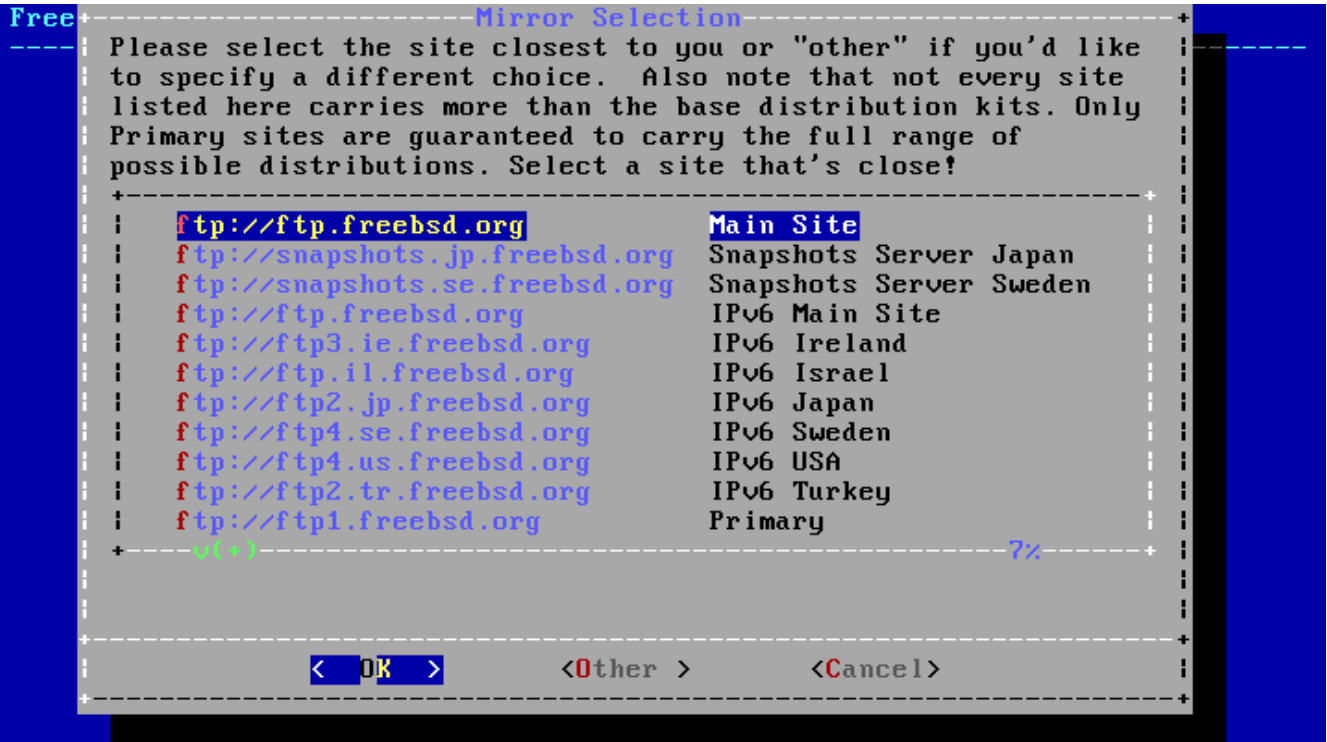 Free
Mirror Selection
Please select the site closest to you or "other" if you'd like
to specify a different choice.  Also note that not every site
listed here carries more than the base distribution kits. Only
Primary sites are guaranteed to carry the full range of
possible distributions. Select a site that's close!
ftp://ftp.freebsd.org Main Site
ftp://snapshots.jp.freebsd.org Snapshots Server Japan
ftp://snapshots.se.freebsd.org Snapshots Server Sweden
ftp://ftp.freebsd.org IPv6 Main Site
ftp://ftp3.ie.freebsd.org IPv6 Ireland
ftp://ftp.il.freebsd.org IPv6 Israel
ftp://ftp2.jp.freebsd.org IPv6 Japan
ftp://ftp4.se.freebsd.org IPv6 Sweden
ftp://ftp4.us.freebsd.org IPv6 USA
ftp://ftp2.tr.freebsd.org IPv6 Turkey
ftp://ftp1.freebsd.org Primary
v(+) 7%
<  OK  > <Other > <Cancel>